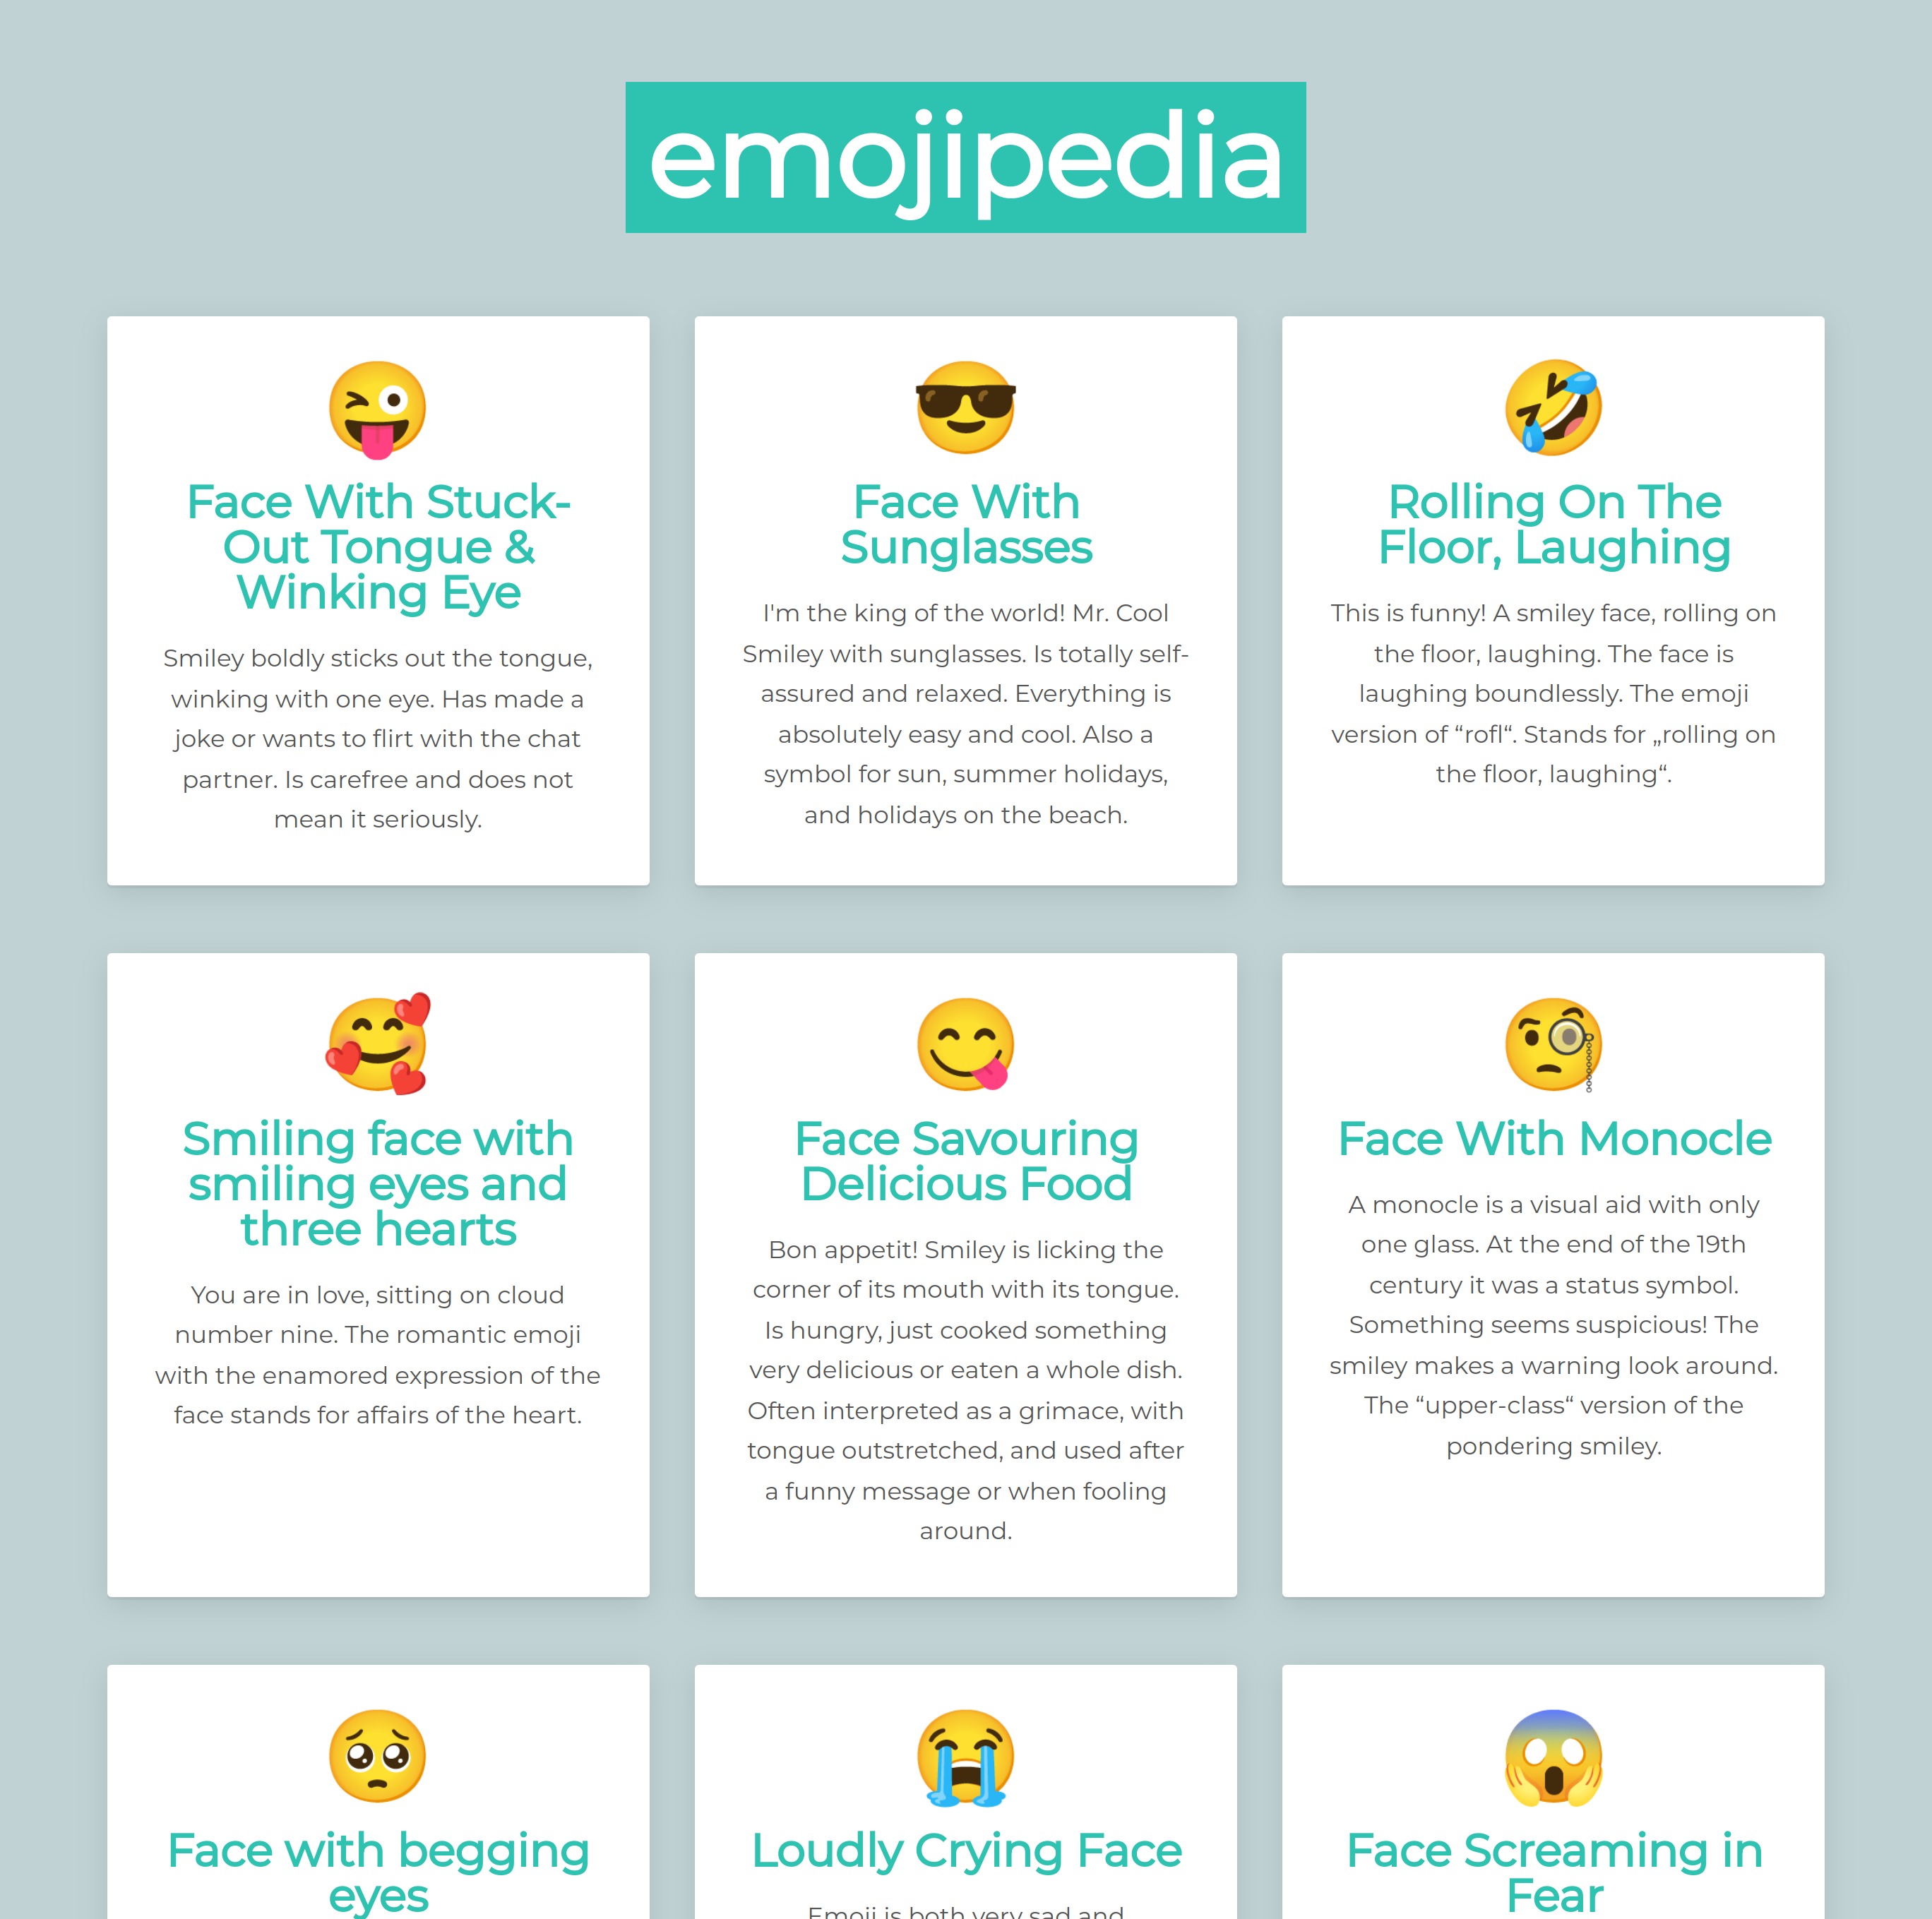 emojipedia
Face With Stuck-
Out Tongue &
Winking Eye
Smiley boldly sticks out the tongue,
winking with one eye. Has made a
joke or wants to flirt with the chat
partner. Is carefree and does not
mean it seriously.
Face With
Sunglasses
I'm the king of the world! Mr. Cool
Smiley with sunglasses. Is totally self-
assured and relaxed. Everything is
absolutely easy and cool. Also a
symbol for sun, summer holidays,
and holidays on the beach.
Rolling On The
Floor, Laughing
This is funny! A smiley face, rolling on
the floor, laughing. The face is
laughing boundlessly. The emoji
version of “rofl“. Stands for „rolling on
the floor, laughing“.
Smiling face with
smiling eyes and
three hearts
You are in love, sitting on cloud
number nine. The romantic emoji
with the enamored expression of the
face stands for affairs of the heart.
Face Savouring
Delicious Food
Bon appetit! Smiley is licking the
corner of its mouth with its tongue.
Is hungry, just cooked something
very delicious or eaten a whole dish.
Often interpreted as a grimace, with
tongue outstretched, and used after
a funny message or when fooling
around.
Face With Monocle
A monocle is a visual aid with only
one glass. At the end of the 19th
century it was a status symbol.
Something seems suspicious! The
smiley makes a warning look around.
The “upper-class“ version of the
pondering smiley.
Face with begging
eyes
Loudly Crying Face
Emoji is both very sad and
Face Screaming in
Fear